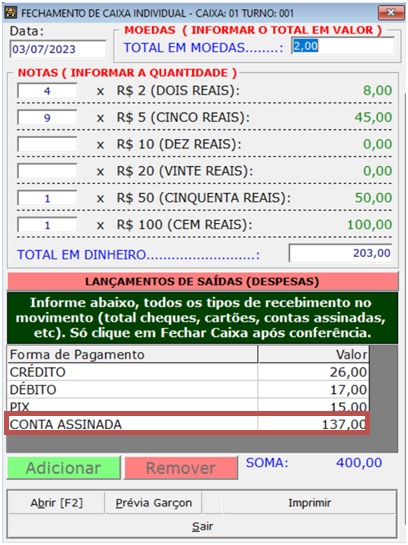 FECHAMENTO DE CAIXA INDIVIDUAL - CAIXA: 01 TURNO: 001
Data:
03/07/2023
MOEDAS ( INFORMAR O TOTAL EM VALOR )
TOTAL EM MOEDAS........: 2,00
NOTAS ( INFORMAR A QUANTIDADE )
4 x R$ 2 (DOIS REAIS): 8,00
9 x R$ 5 (CINCO REAIS): 45,00
x R$ 10 (DEZ REAIS): 0,00
x R$ 20 (VINTE REAIS): 0,00
1 x R$ 50 (CINQUENTA REAIS): 50,00
1 x R$ 100 (CEM REAIS): 100,00
TOTAL EM DINHEIRO..........................: 203,00
LANÇAMENTOS DE SAÍDAS (DESPESAS)
Informe abaixo, todos os tipos de recebimento no
movimento (total cheques, cartões, contas assinadas,
etc). Só clique em Fechar Caixa após conferência.
Forma de Pagamento Valor
CRÉDITO 26,00
DÉBITO 17,00
PIX 15,00
CONTA ASSINADA 137,00
Adicionar Remover SOMA: 400,00
Abrir [F2] Prévia Garçon Imprimir
Sair